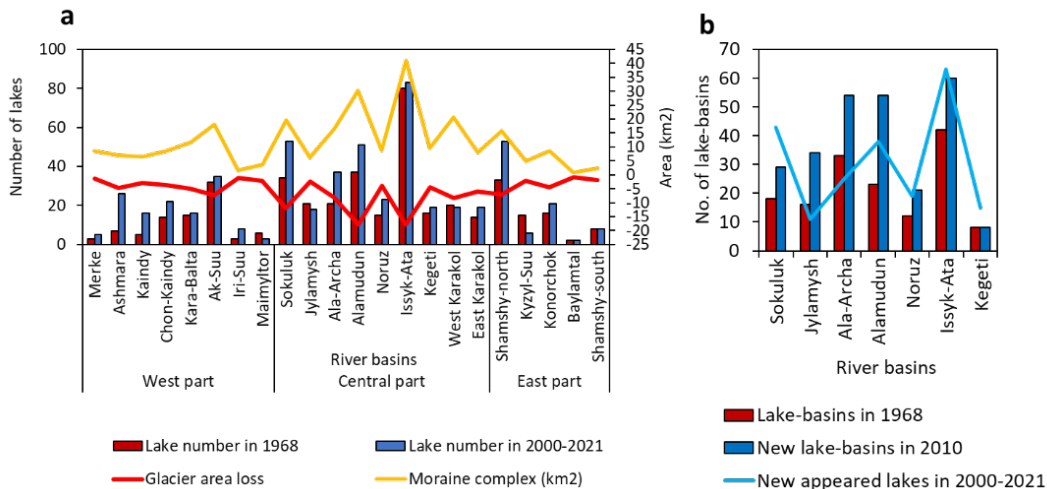 a
Number of lakes
100
80
60
40
20
0
45
40
35
30
25
20
15
10
5
0
-5
-10
-15
-20
-25
Area (km2)
Merke
Ashmara
Kaindy
Chon-Kaindy
Kara-Balta
Ak-Suu
Iri-Suu
Maimyltor
Sokuluk
Jylamysh
Ala-Archa
Alamudun
Noruz
Issyk-Ata
Kegeti
West Karakol
East Karakol
Shamshy-north
Kyzyl-Suu
Konorchok
Baylamtal
Shamshy-south
River basins
West part
Central part
East part
Lake number in 1968
Lake number in 2000-2021
Glacier area loss
Moraine complex (km2)
b
No. of lake-basins
70
60
50
40
30
20
10
0
Sokuluk
Jylamysh
Ala-Archa
Alamudun
Noruz
Issyk-Ata
Kegeti
River basins
Lake-basins in 1968
New lake-basins in 2010
New appeared lakes in 2000-2021